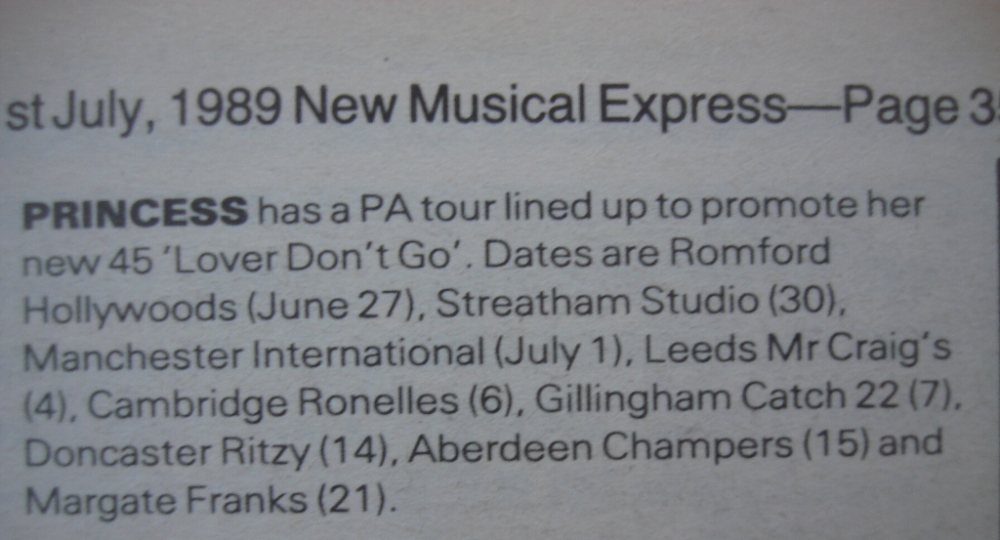 st July, 1989 New Musical Express—Page 3
PRINCESS has a PA tour lined up to promote her
new 45 'Lover Don't Go'. Dates are Romford
Hollywoods (June 27), Streatham Studio (30),
Manchester International (July 1), Leeds Mr Craig's
(4), Cambridge Ronelles (6), Gillingham Catch 22 (7),
Doncaster Ritzy (14), Aberdeen Champers (15) and
Margate Franks (21).